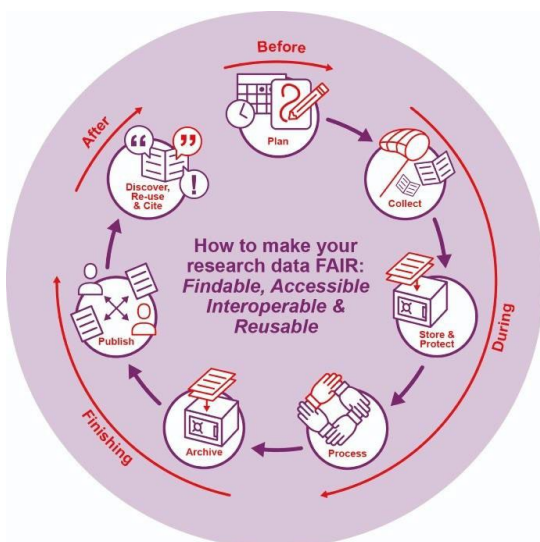 Before
Plan
Collect
During
Store &
Protect
Process
Archive
Finishing
Publish
After
Discover,
Re-use
& Cite
How to make your
research data FAIR:
Findable, Accessible
Interoperable &
Reusable